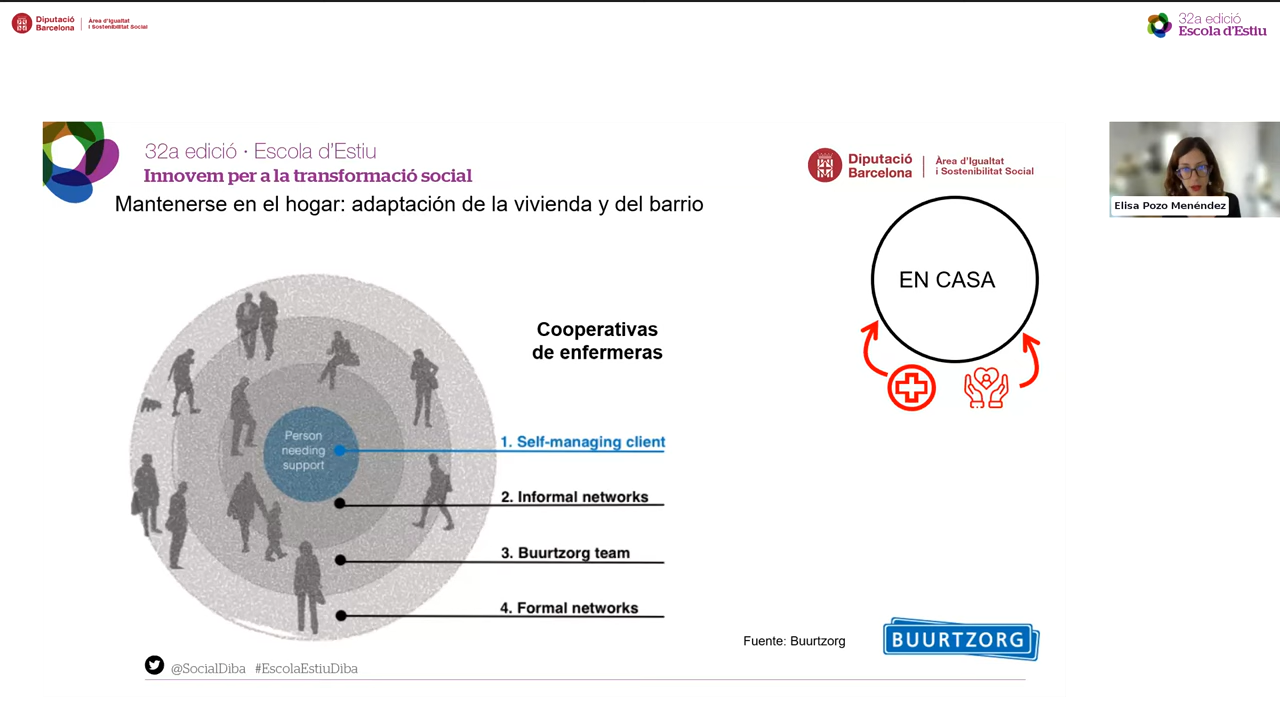 Diputació
Barcelona
Àrea d'Igualtat
i Sostenibilitat Social
32a edició
Escola d'Estiu
32a edició · Escola d'Estiu
Innovem per a la transformació social
Diputació
Barcelona
Àrea d'Igualtat
i Sostenibilitat Social
Elisa Pozo Menéndez
Mantenerse en el hogar: adaptación de la vivienda y del barrio
EN CASA
Cooperativas
de enfermeras
Person
needing
support
1. Self-managing client
2. Informal networks
3. Buurtzorg team
4. Formal networks
Fuente: Buurtzorg
BUURTZORG
@SocialDiba #EscolaEstiuDiba